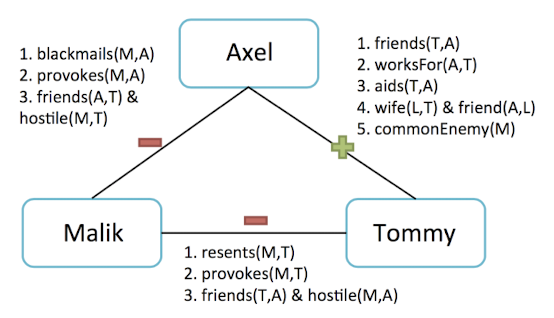 Axel
1. blackmails(M,A)
2. provokes(M,A)
3. friends(A,T) &
hostile(M,T)
1. friends(T,A)
2. worksFor(A,T)
3. aids(T,A)
4. wife(L,T) & friend(A,L)
5. commonEnemy(M)
Malik
Tommy
1. resents(M,T)
2. provokes(M,T)
3. friends(T,A) & hostile(M,A)